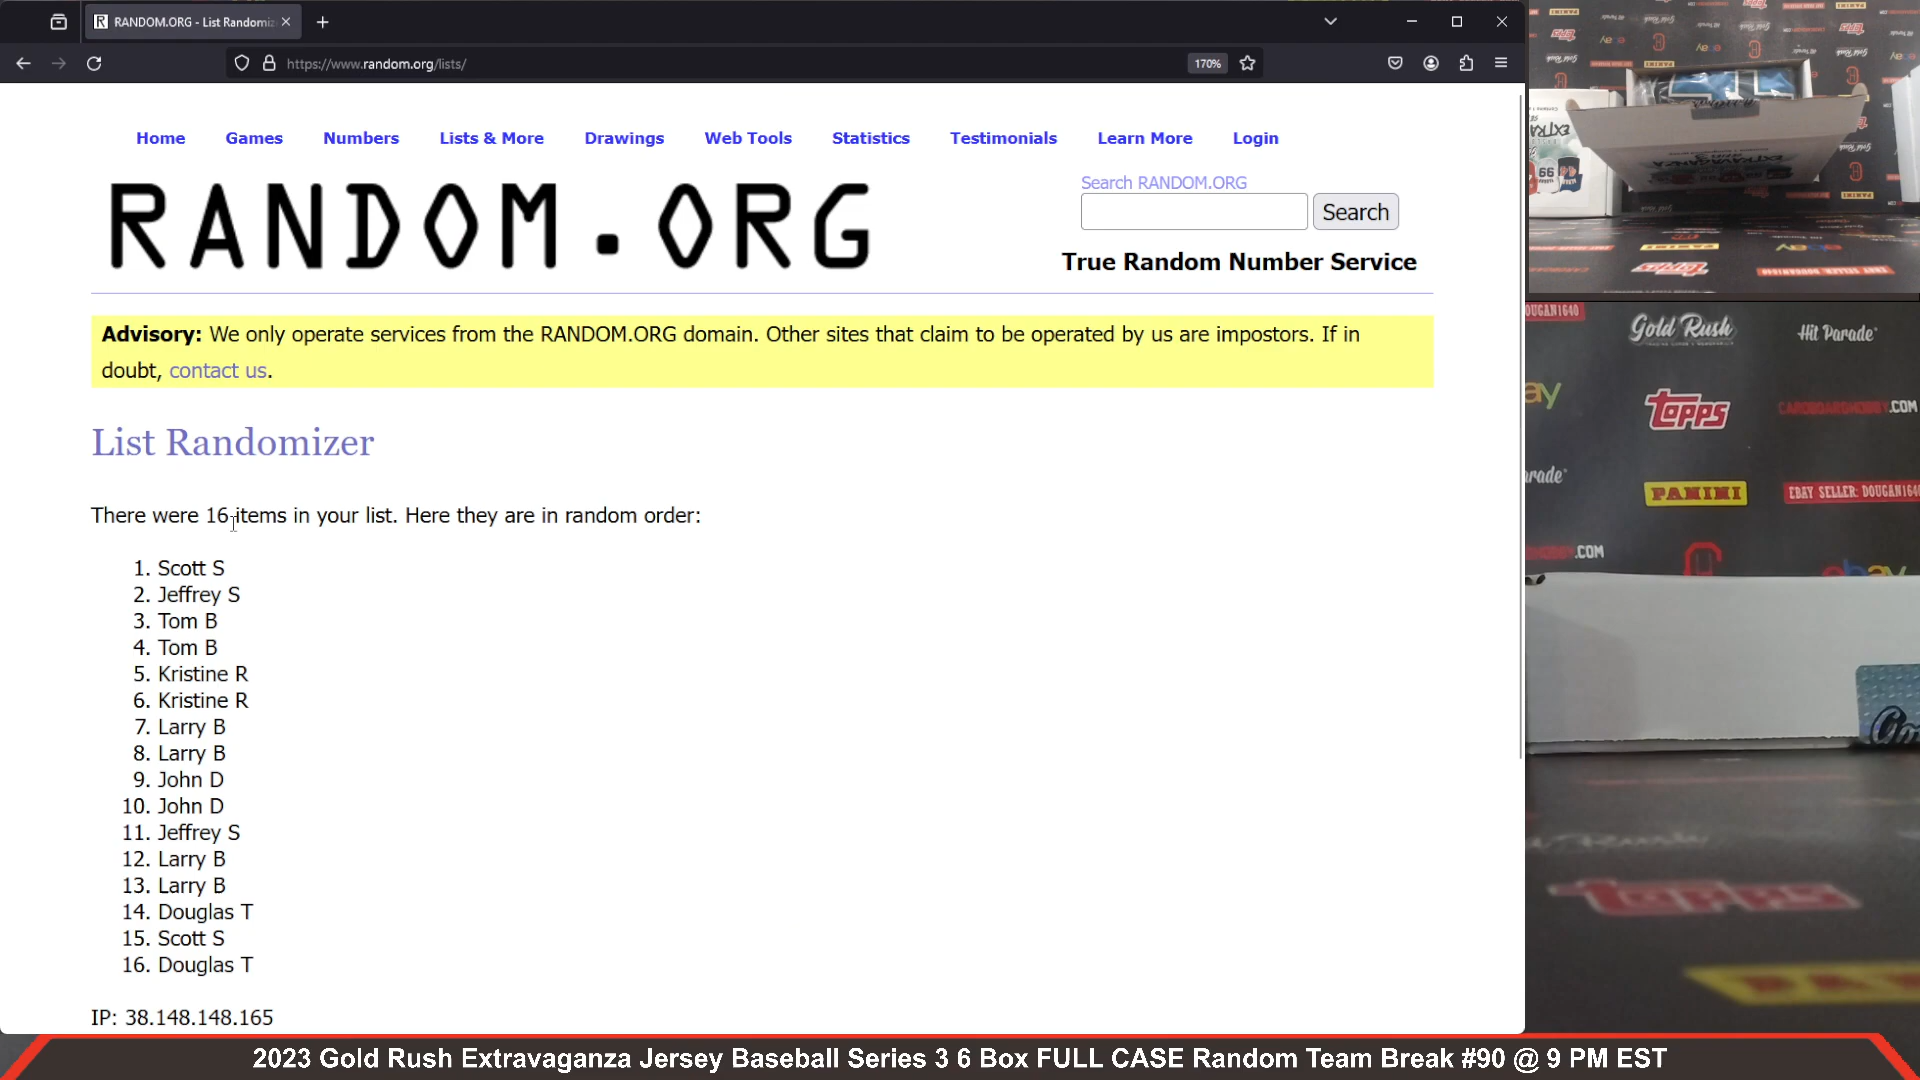 RANDOM.ORG - List Randomiz
https://www.random.org/lists/
170%
Home Games Numbers Lists & More Drawings Web Tools Statistics Testimonials Learn More Login
RANDOM.ORG
Search RANDOM.ORG
Search
True Random Number Service
Advisory: We only operate services from the RANDOM.ORG domain. Other sites that claim to be operated by us are impostors. If in
doubt, contact us.
List Randomizer
There were 16 items in your list. Here they are in random order:
1. Scott S
2. Jeffrey S
3. Tom B
4. Tom B
5. Kristine R
6. Kristine R
7. Larry B
8. Larry B
9. John D
10. John D
11. Jeffrey S
12. Larry B
13. Larry B
14. Douglas T
15. Scott S
16. Douglas T
IP: 38.148.148.165
DUGAN1640
Gold Rush
Hit Parade
ay
TOPPS
CARDBOARDHOBBY.COM
arade
PANINI
EBAY SELLER: DOUGAN1640
.COM
ebay
2023 Gold Rush Extravaganza Jersey Baseball Series 3 6 Box FULL CASE Random Team Break #90 @ 9 PM EST